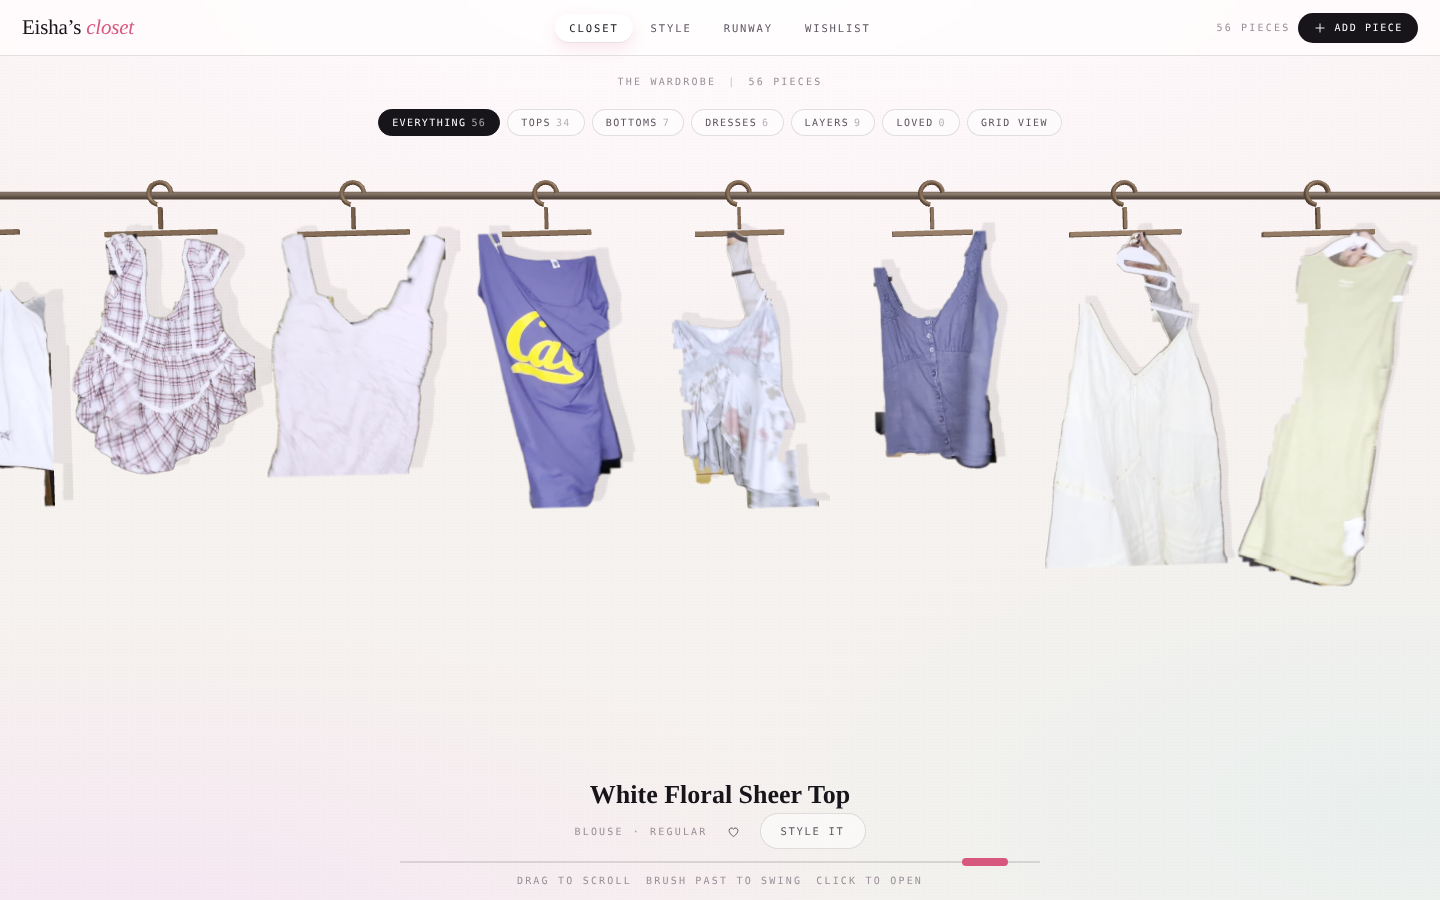 Eisha’s closet
CLOSET STYLE RUNWAY WISHLIST
56 PIECES + ADD PIECE
THE WARDROBE | 56 PIECES
EVERYTHING 56 TOPS 34 BOTTOMS 7 DRESSES 6 LAYERS 9 LOVED 0 GRID VIEW
Ca
White Floral Sheer Top
BLOUSE · REGULAR STYLE IT
DRAG TO SCROLL BRUSH PAST TO SWING CLICK TO OPEN